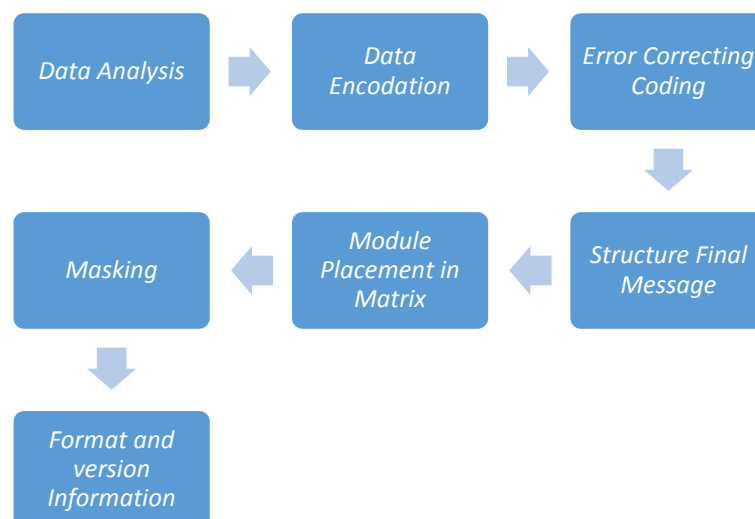 Data Analysis
Data
Encodation
Error Correcting
Coding
Structure Final
Message
Module
Placement in
Matrix
Masking
Format and
version
Information